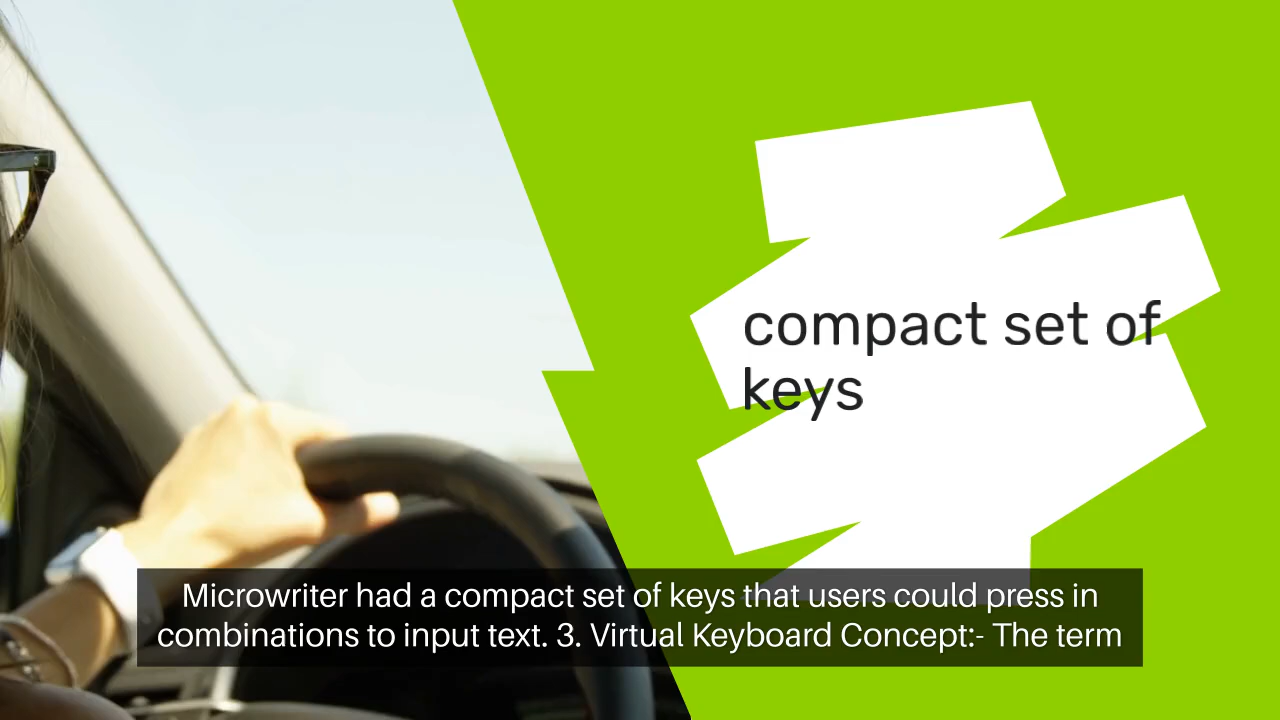 compact set of
keys
Microwriter had a compact set of keys that users could press in
combinations to input text. 3. Virtual Keyboard Concept:- The term